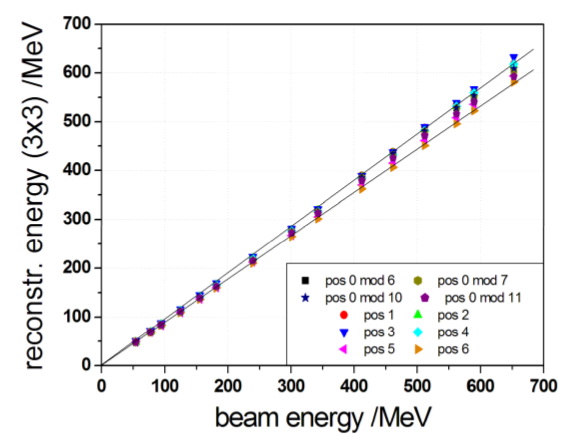 700
600
500
400
300
200
100
0
reconstr. energy (3x3) /MeV
pos 0 mod 6 pos 0 mod 7
pos 0 mod 10 pos 0 mod 11
pos 1 pos 2
pos 3 pos 4
pos 5 pos 6
0 100 200 300 400 500 600 700
beam energy /MeV